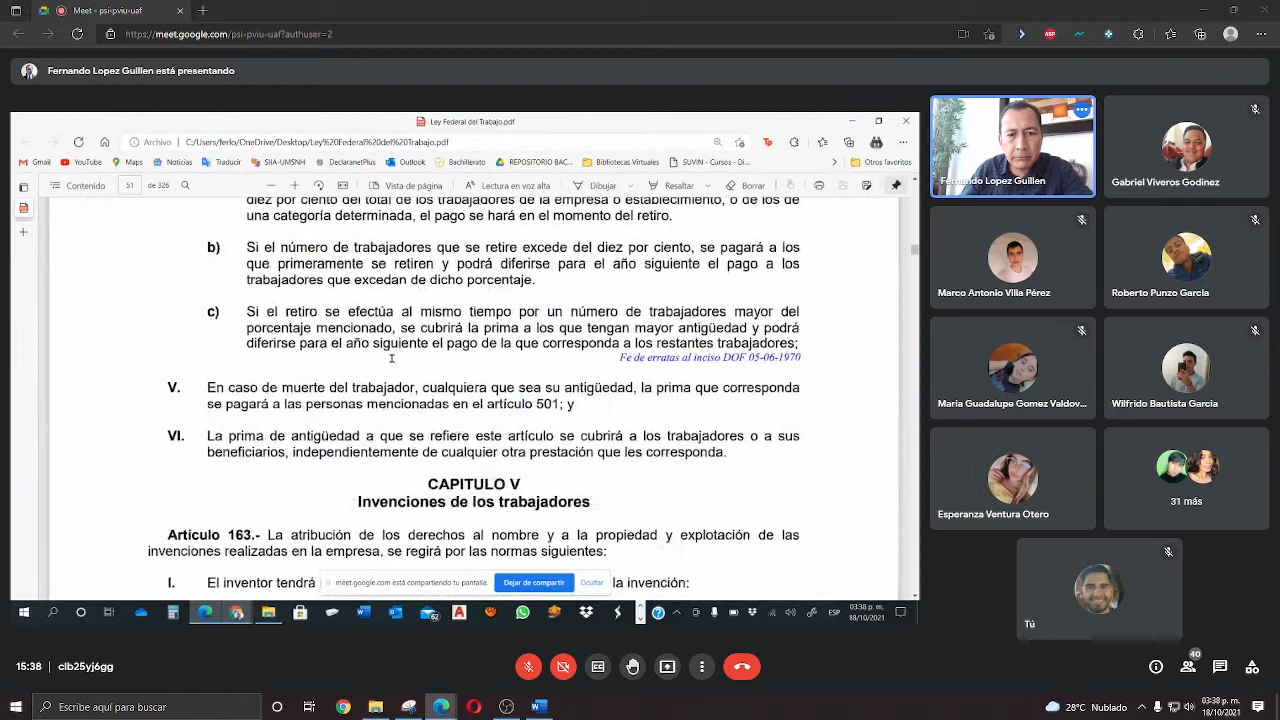 Meet - psi-pviu-uaf
https://meet.google.com/psi-pviu-uaf?authuser=2
Fernando Lopez Guillen está presentando
Ley Federal del Trabajo.pdf
Archivo
C:/Users/ferlo/OneDrive/Desktop/Ley%20Federal%20del%20Trabajo.pdf
Gmail YouTube Maps Noticias Traducir SIIA-UMSNH DeclaranetPlus Outlook Bachillerato REPOSITORIO BAC... Bibliotecas Virtuales SUVIN - Cursos - Di... Otros favoritos
Contenido 51 de 326 Vista de página Lectura en voz alta Dibujar Resaltar Borrar
diez por ciento del total de los trabajadores de la empresa o establecimiento, o de los de
una categoría determinada, el pago se hará en el momento del retiro.
b) Si el número de trabajadores que se retire excede del diez por ciento, se pagará a los
que primeramente se retiren y podrá diferirse para el año siguiente el pago a los
trabajadores que excedan de dicho porcentaje.
c) Si el retiro se efectúa al mismo tiempo por un número de trabajadores mayor del
porcentaje mencionado, se cubrirá la prima a los que tengan mayor antigüedad y podrá
diferirse para el año siguiente el pago de la que corresponda a los restantes trabajadores;
Fe de erratas al inciso DOF 05-06-1970
V. En caso de muerte del trabajador, cualquiera que sea su antigüedad, la prima que corresponda
se pagará a las personas mencionadas en el artículo 501; y
VI. La prima de antigüedad a que se refiere este artículo se cubrirá a los trabajadores o a sus
beneficiarios, independientemente de cualquier otra prestación que les corresponda.
CAPITULO V
Invenciones de los trabajadores
Artículo 163.- La atribución de los derechos al nombre y a la propiedad y explotación de las
invenciones realizadas en la empresa, se regirá por las normas siguientes:
I. El inventor tendrá
la invención:
meet.google.com está compartiendo tu pantalla. Dejar de compartir Ocultar
ESP
03:38 p. m.
18/10/2021
Fernando Lopez Guillen
Gabriel Viveros Godínez
Marco Antonio Villa Pérez
Roberto Punzo García
María Guadalupe Gomez Valdov...
Wilfrido Bautista García
Esperanza Ventura Otero
31 más
Tú
15:38 clb25yj6gg
40
Escribe aquí para buscar
28°C Nublado
03:38 p. m.
18/10/2021